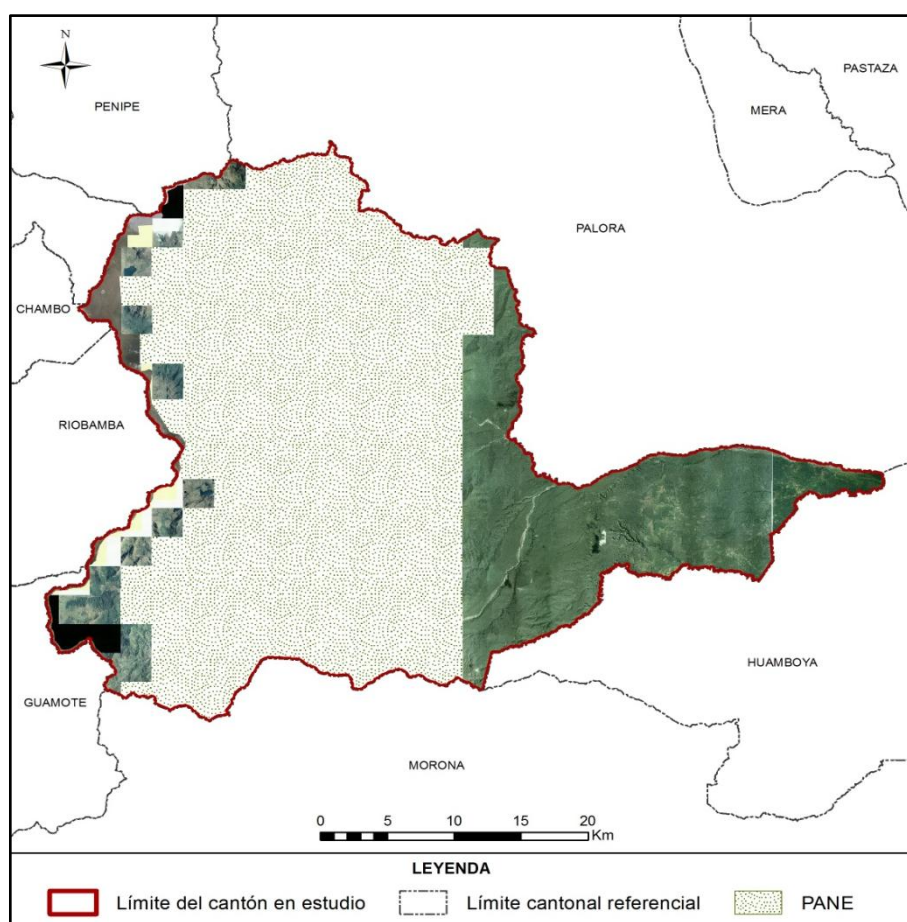 N
PASTAZA
PENIPE
MERA
PALORA
CHAMBO
RIOBAMBA
HUAMBOYA
GUAMOTE
MORONA
0 5 10 15 20
Km
LEYENDA
Límite del cantón en estudio Límite cantonal referencial PANE